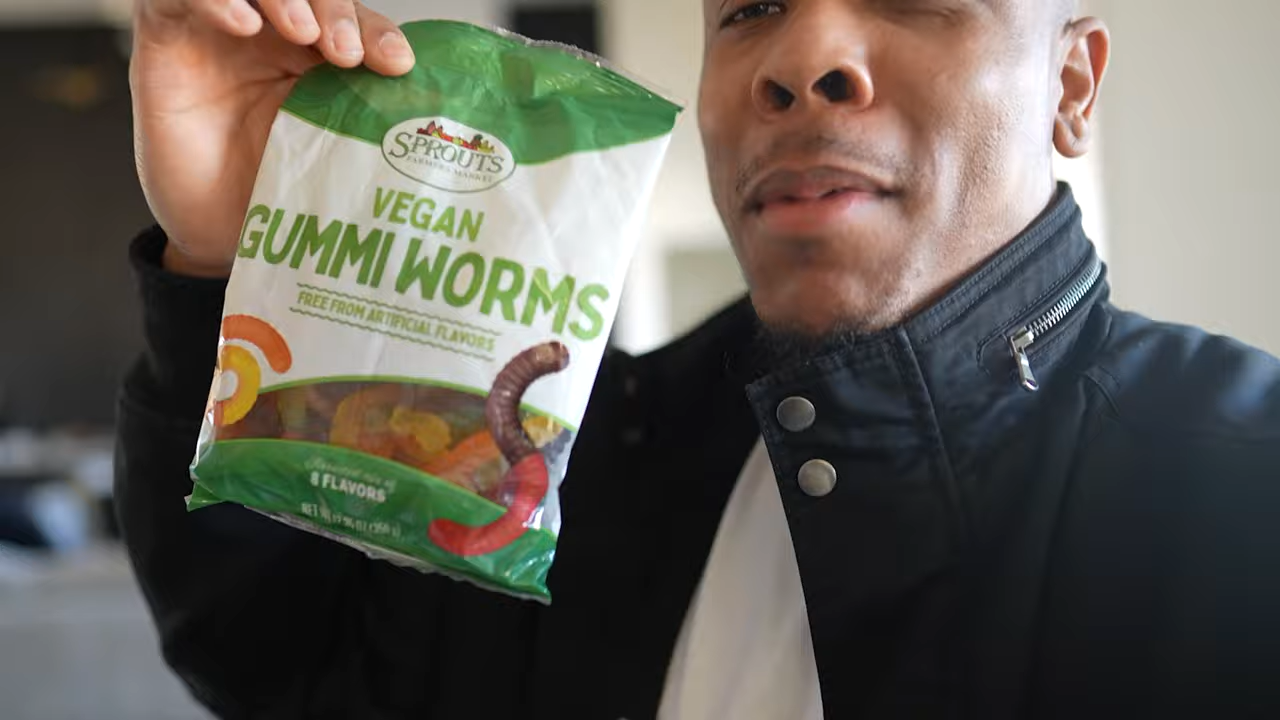 SPROUTS
FARMERS MARKET
VEGAN
GUMMI WORMS
FREE FROM ARTIFICIAL FLAVORS
8 FLAVORS